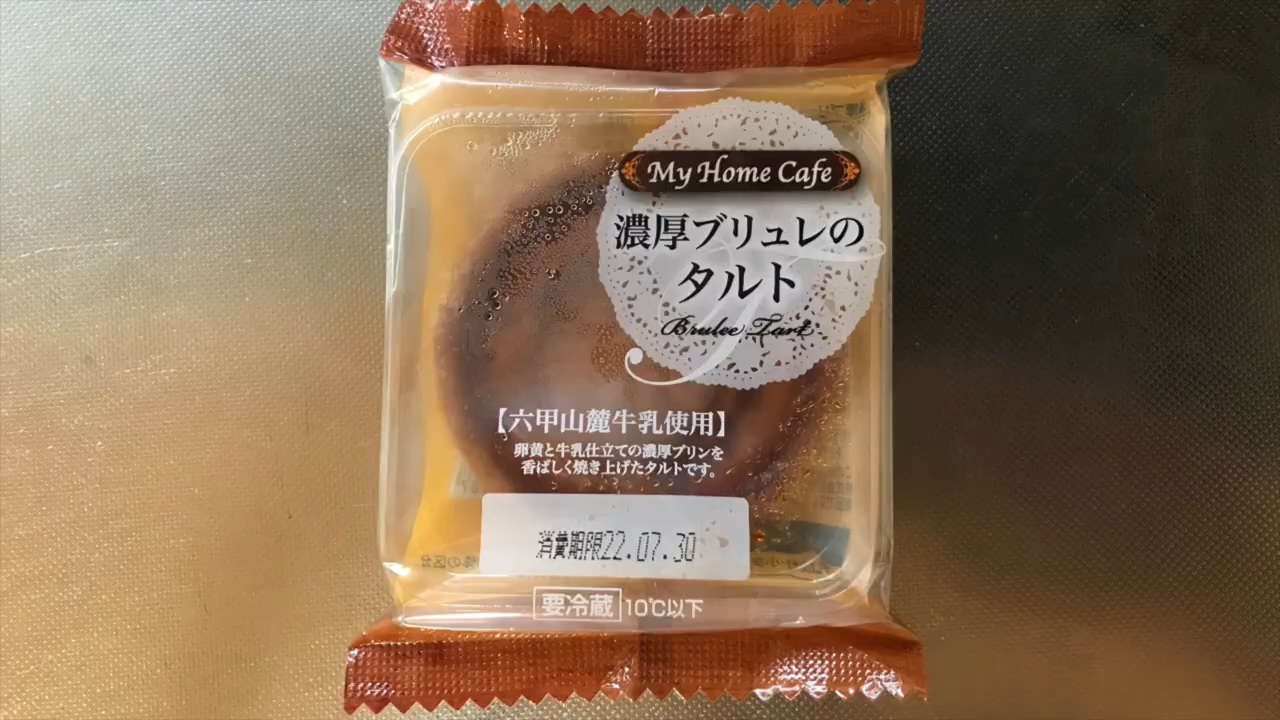 My Home Cafe
濃厚ブリュレの
タルト
Brulee Tart
【六甲山麓牛乳使用】
卵黄と牛乳仕立ての濃厚プリンを
香ばしく焼き上げたタルトです。
消費期限22.07.30
要冷蔵 10℃以下